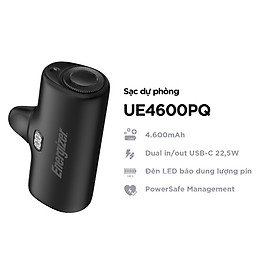 Sạc dự phòng
UE4600PQ
4.600mAh
Dual in/out USB-C 22,5W
Đèn LED báo dung lượng pin
PowerSafe Management
Energizer